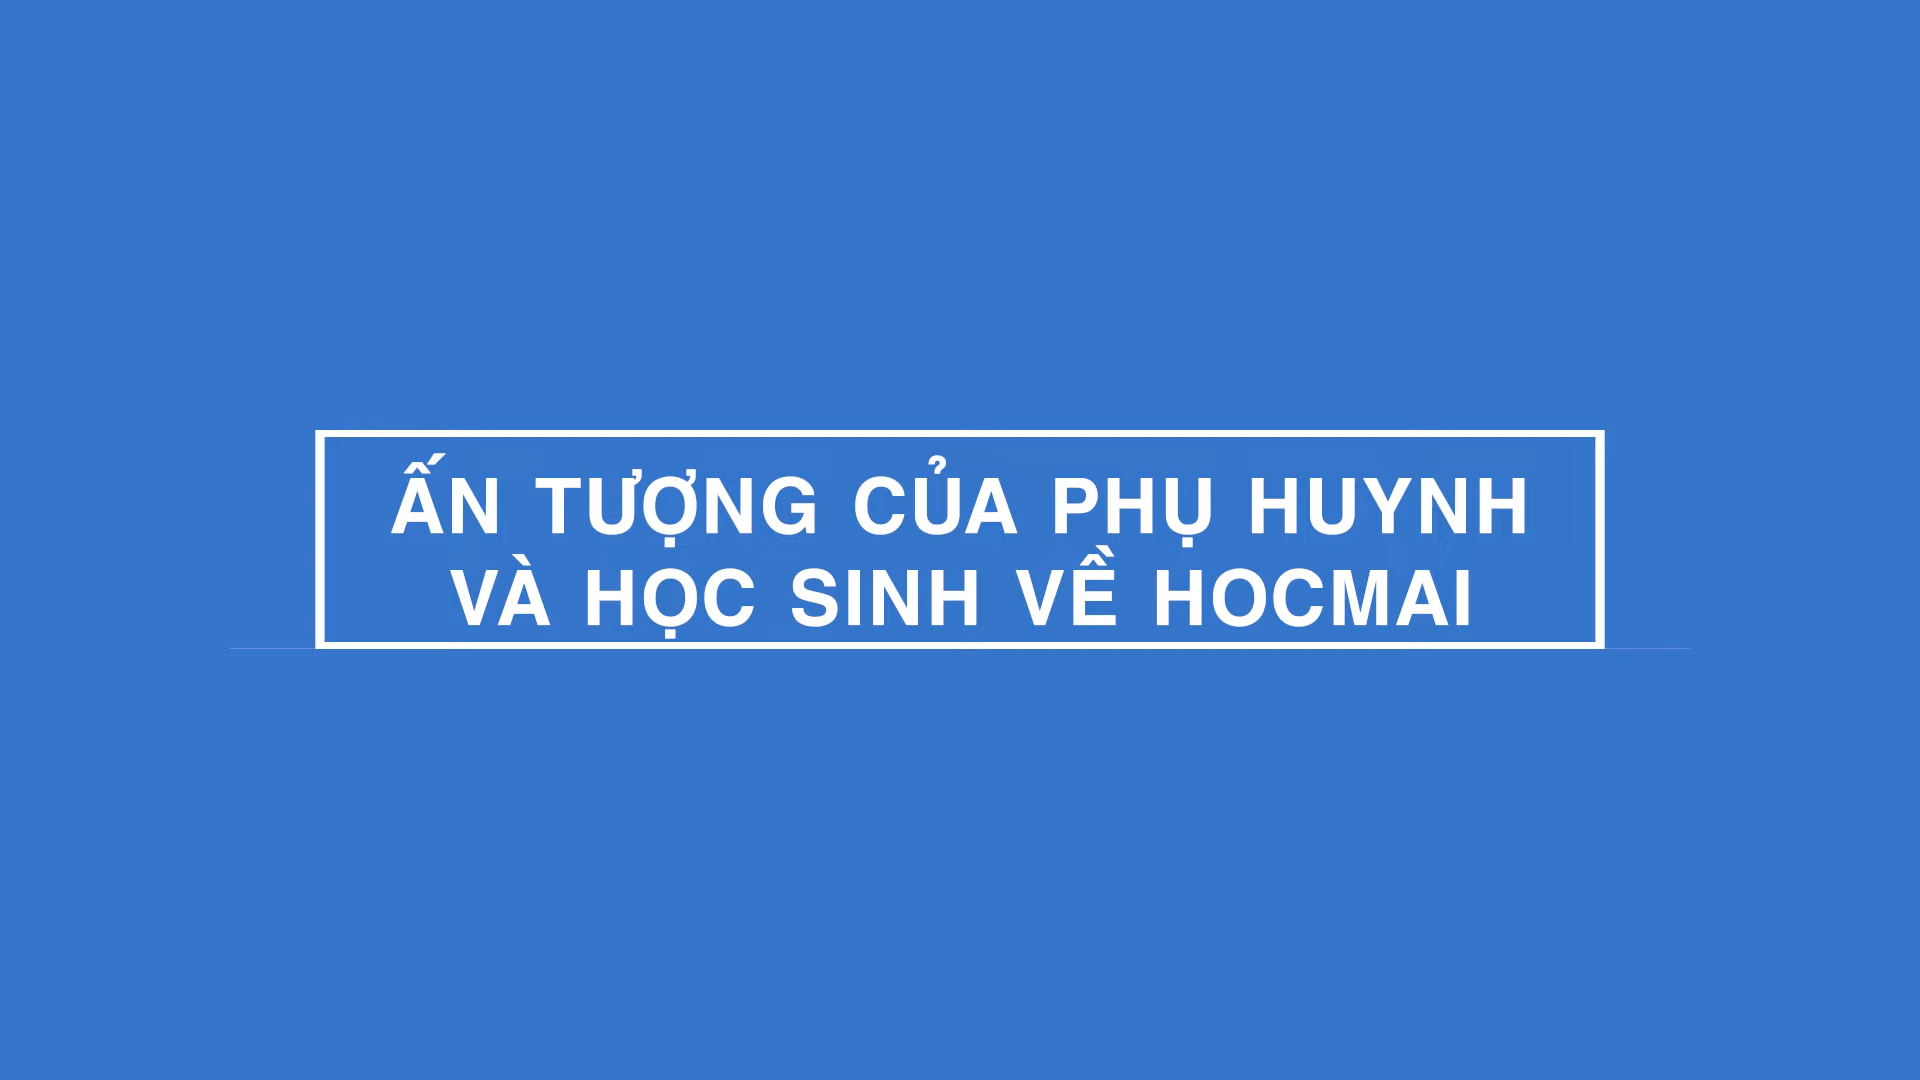 ẤN TƯỢNG CỦA PHỤ HUYNH
VÀ HỌC SINH VỀ HOCMAI